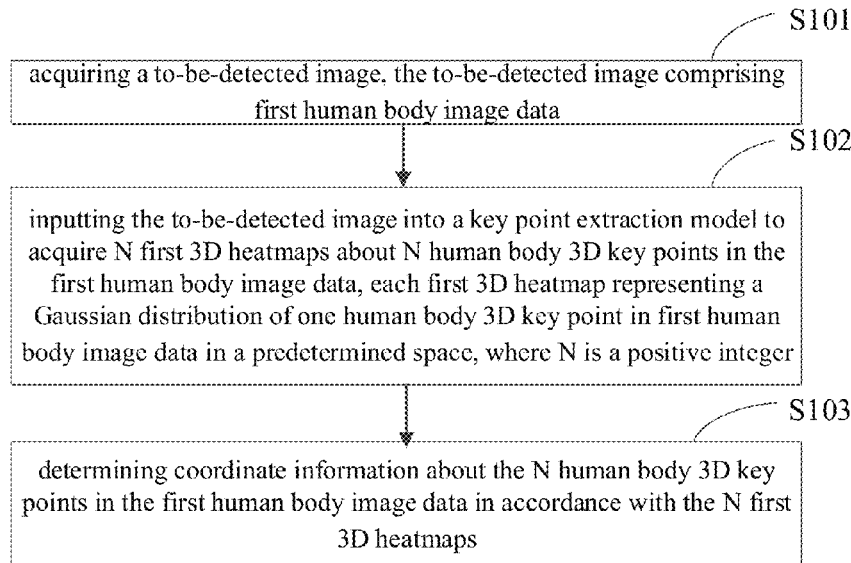 S101
acquiring a to-be-detected image, the to-be-detected image comprising
first human body image data
S102
inputting the to-be-detected image into a key point extraction model to
acquire N first 3D heatmaps about N human body 3D key points in the
first human body image data, each first 3D heatmap representing a
Gaussian distribution of one human body 3D key point in first human
body image data in a predetermined space, where N is a positive integer
S103
determining coordinate information about the N human body 3D key
points in the first human body image data in accordance with the N first
3D heatmaps